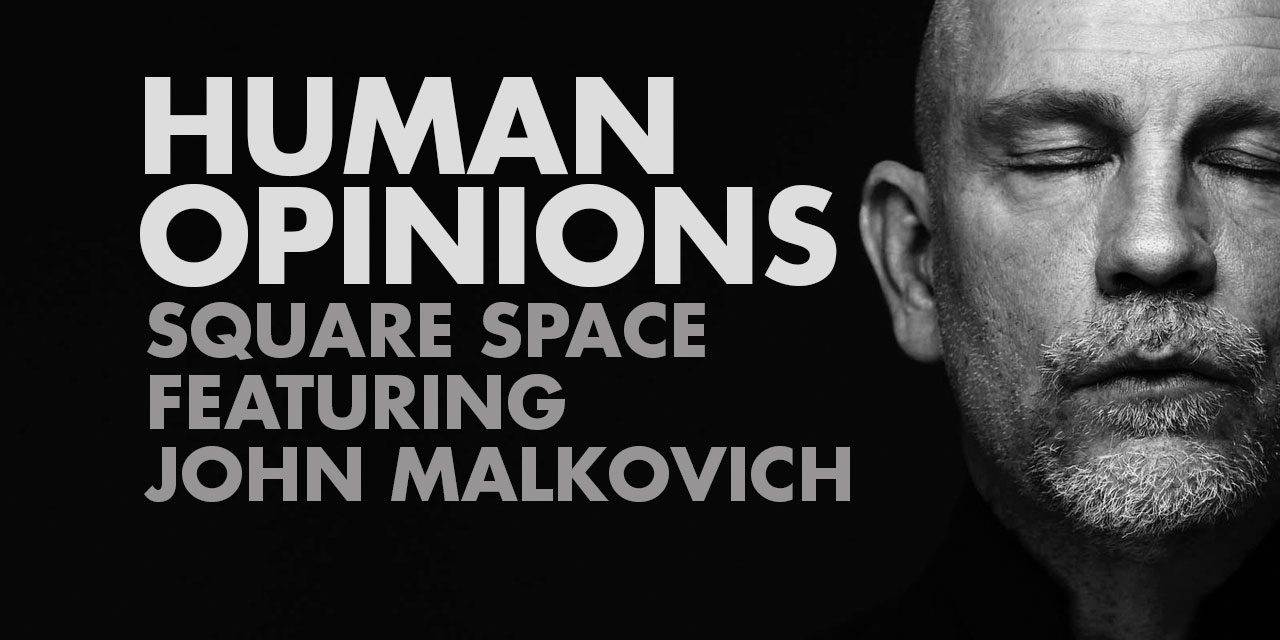 HUMAN
OPINIONS
SQUARE SPACE
FEATURING
JOHN MALKOVICH